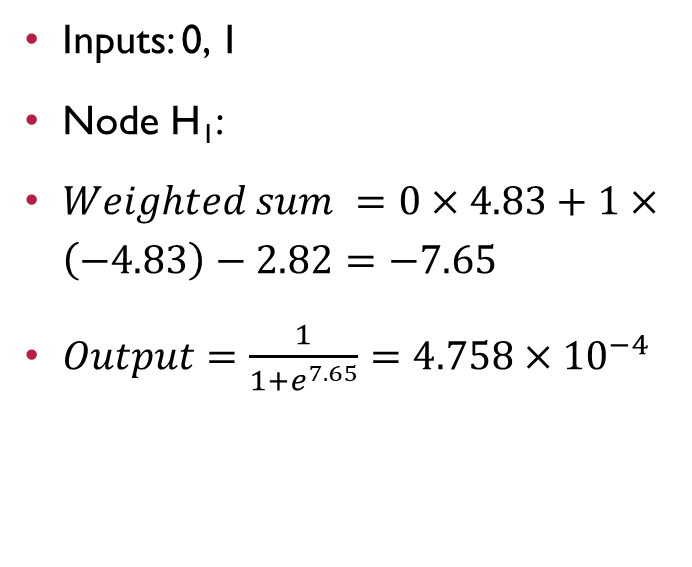 • Inputs: 0, 1
• Node H₁:
• Weighted sum = 0 × 4.83 + 1 ×
(−4.83) − 2.82 = −7.65
• Output = 1/(1+e^7.65) = 4.758 × 10⁻⁴